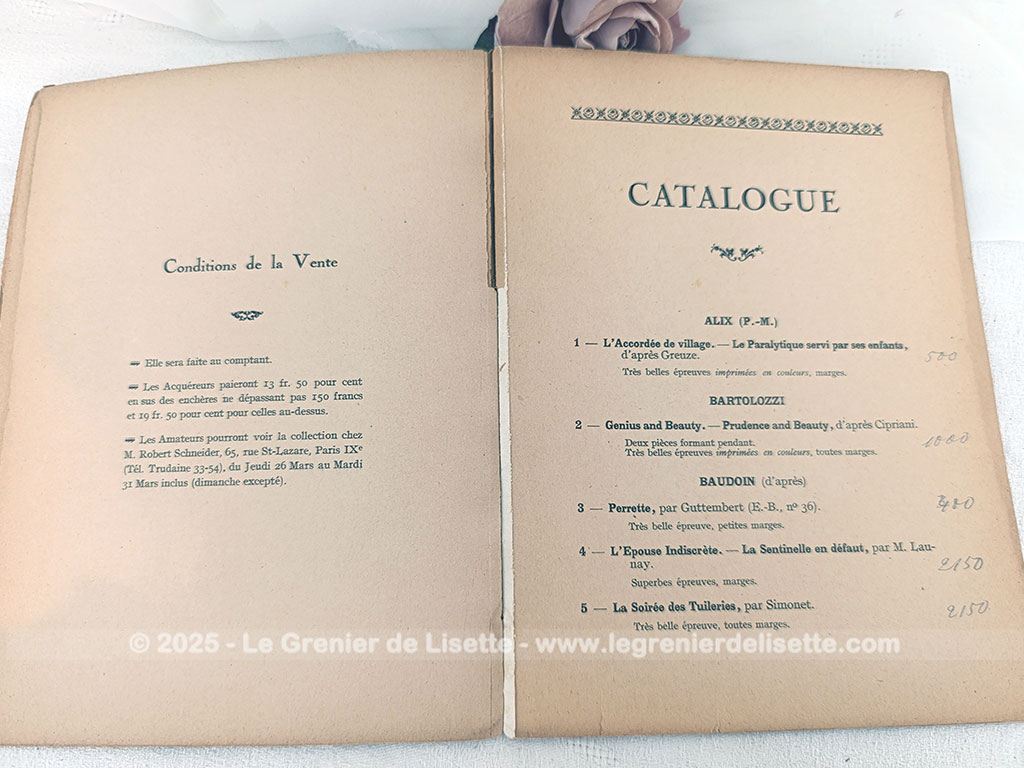 Conditions de la Vente
Elle sera faite au comptant.
Les Acquéreurs paieront 13 fr. 50 pour cent
en sus des enchères ne dépassant pas 150 francs
et 19 fr. 50 pour cent pour celles au-dessus.
Les Amateurs pourront voir la collection chez
M. Robert Schneider, 65, rue St-Lazare, Paris IXe
(Tél. Trudaine 33-54), du Jeudi 26 Mars au Mardi
31 Mars inclus (dimanche excepté).
CATALOGUE
ALIX (P.-M.)
1 — L'Accordée de village. — Le Paralytique servi par ses enfants,
d'après Greuze. 500
Très belles épreuves imprimées en couleurs, marges.
BARTOLOZZI
2 — Genius and Beauty. — Prudence and Beauty, d'après Cipriani.
Deux pièces formant pendant. 1000
Très belles épreuves imprimées en couleurs, toutes marges.
BAUDOIN (d'après)
3 — Perrette, par Guttembert (E.-B., nº 36).
Très belle épreuve, petites marges.
4 — L'Epouse Indiscrète. — La Sentinelle en défaut, par M. Lau-
nay. 2150
Superbes épreuves, marges.
5 — La Soirée des Tuileries, par Simonet. 2150
Très belle épreuve, toutes marges.
© 2025 - Le Grenier de Lisette - www.legrenierdelisette.com